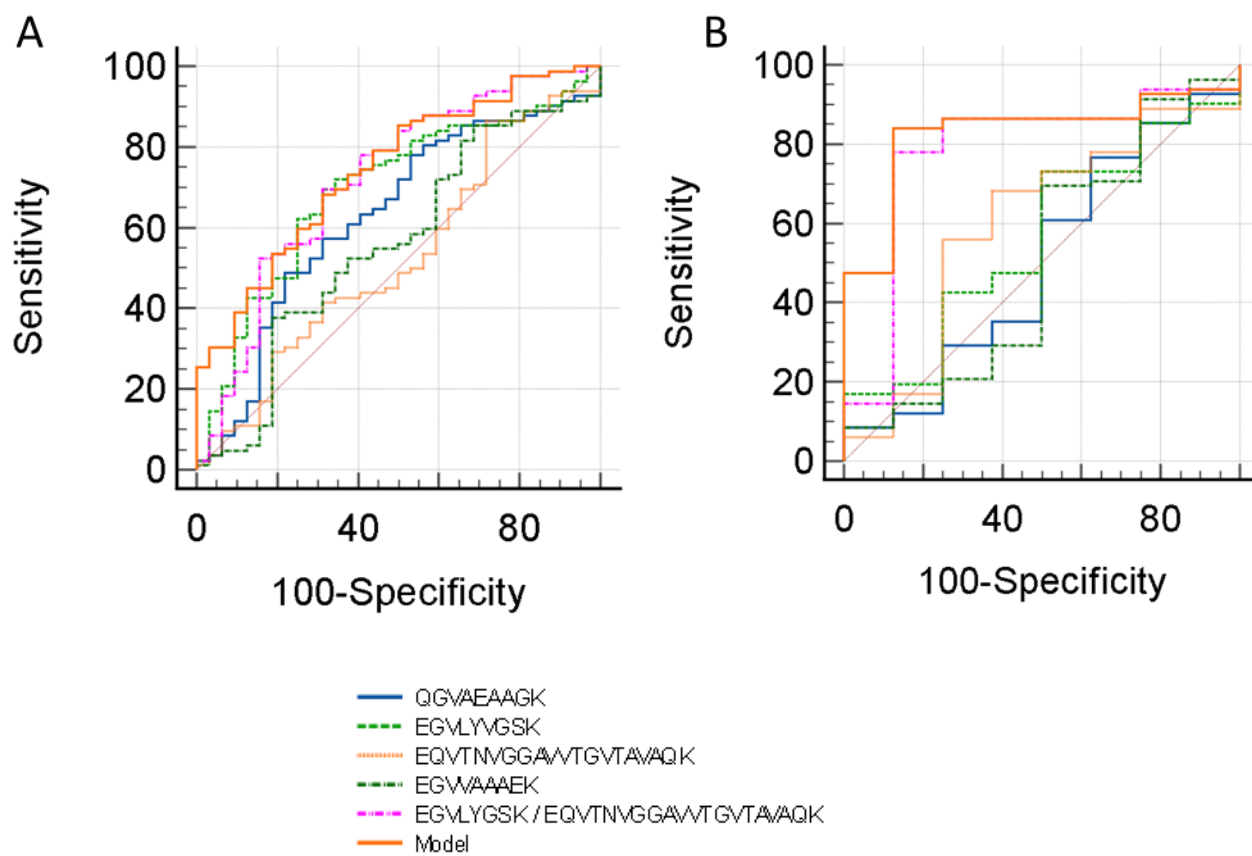 A
B
100
80
60
40
20
0
Sensitivity
0
40
80
100-Specificity
100
80
60
40
20
0
Sensitivity
0
40
80
100-Specificity
QGVAEAAGK
EGVLYVGSK
EQVTNVGGAVVTGVTAVAQK
EGVVAAAEK
EGVLYGSK / EQVTNVGGAVVTGVTAVAQK
Model